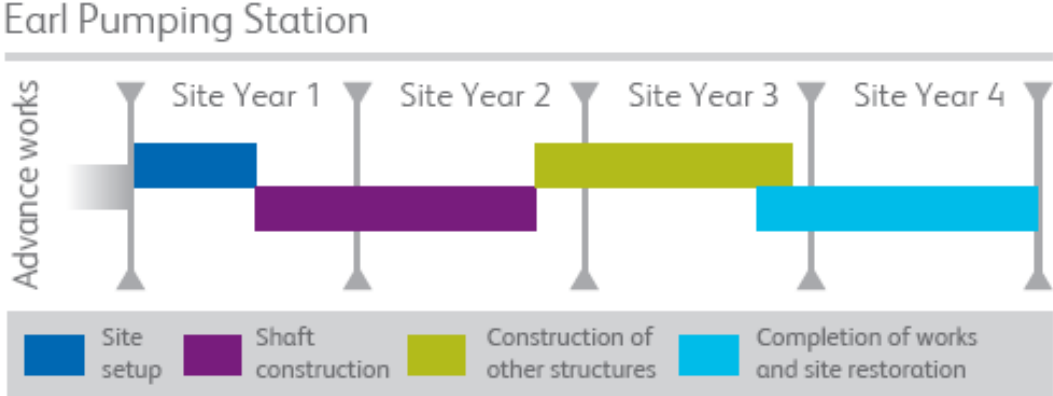 Earl Pumping Station
Advance works
Site Year 1
Site Year 2
Site Year 3
Site Year 4
Site
setup
Shaft
construction
Construction of
other structures
Completion of works
and site restoration